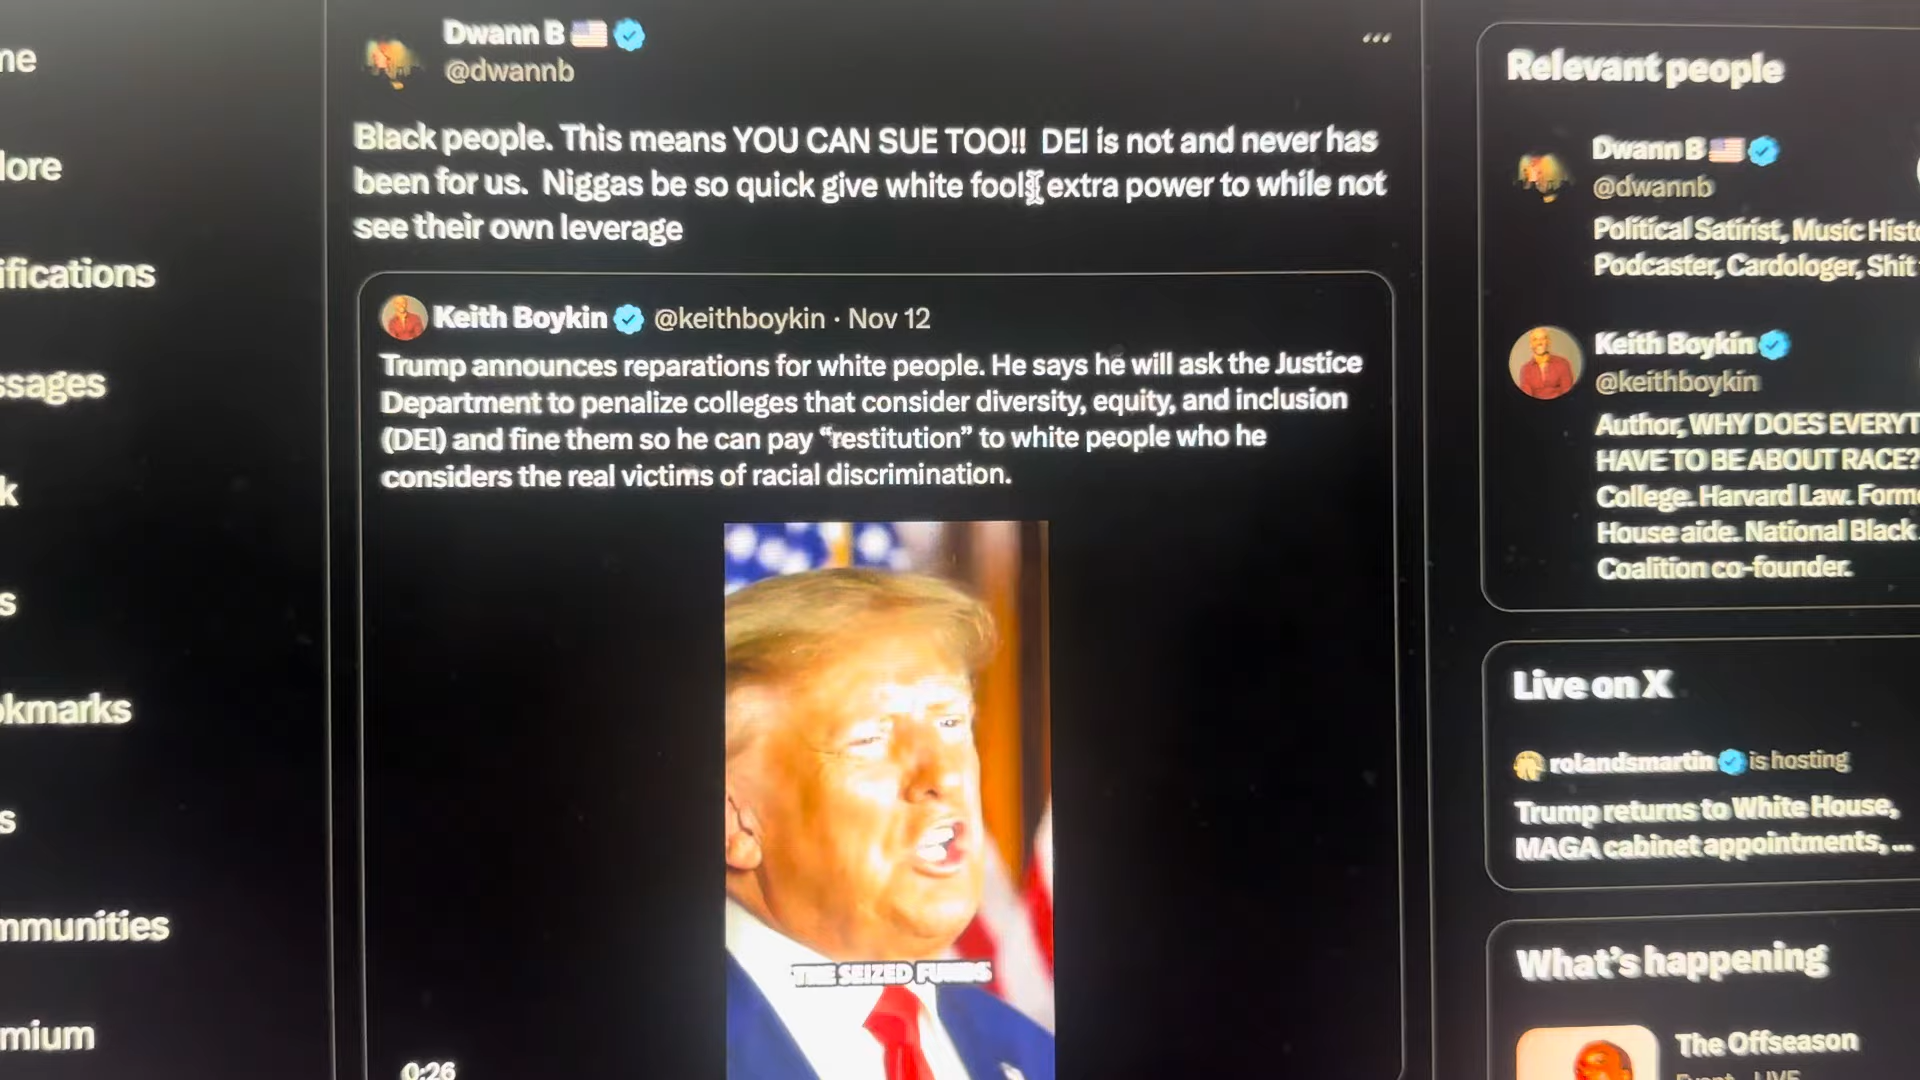 Dwann B
@dwannb
Black people. This means YOU CAN SUE TOO!! DEI is not and never has
been for us. Niggas be so quick give white fools extra power to while not
see their own leverage
Keith Boykin @keithboykin · Nov 12
Trump announces reparations for white people. He says he will ask the Justice
Department to penalize colleges that consider diversity, equity, and inclusion
(DEI) and fine them so he can pay “restitution” to white people who he
considers the real victims of racial discrimination.
THE SEIZED FUNDS
0:26
Relevant people
Dwann B
@dwannb
Political Satirist, Music Histo
Podcaster, Cardologer, Shit
Keith Boykin
@keithboykin
Author, WHY DOES EVERYT
HAVE TO BE ABOUT RACE?
College. Harvard Law. Forme
House aide. National Black
Coalition co-founder.
Live on X
rolandsmartin is hosting
Trump returns to White House,
MAGA cabinet appointments, ...
What's happening
The Offseason
Event · LIVE
me
lore
ifications
ssages
k
s
okmarks
s
mmunities
mium